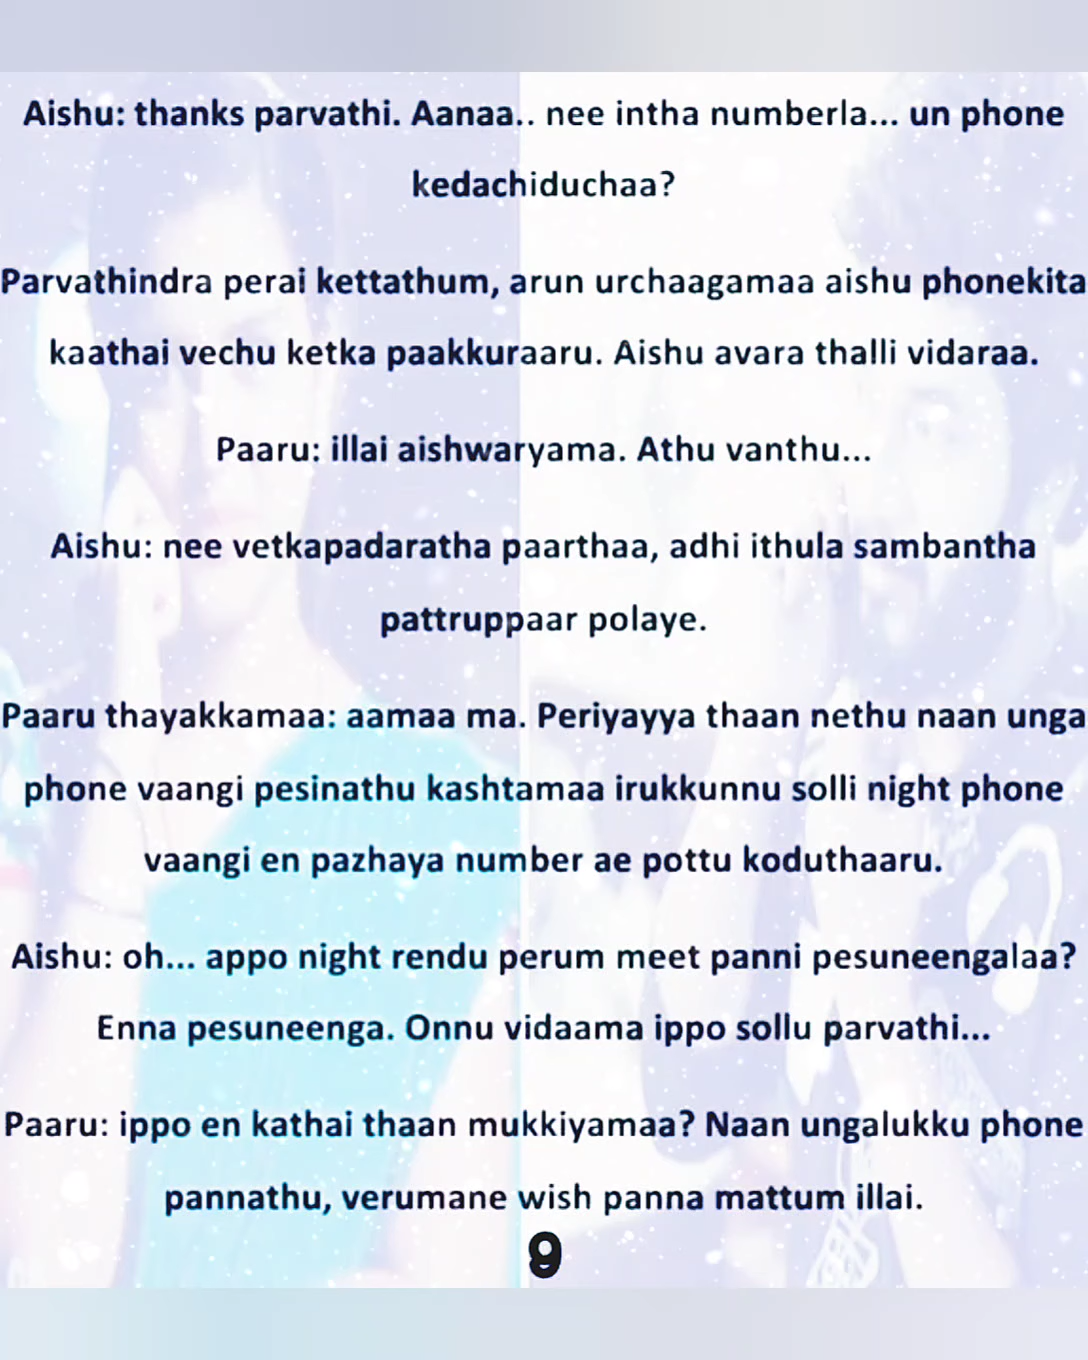 Aishu: thanks parvathi. Aanaa.. nee intha numberla... un phone
kedachiduchaa?
Parvathindra perai kettathum, arun urchaagamaa aishu phonekita
kaathai vechu ketka paakkuraaru. Aishu avara thalli vidaraa.
Paaru: illai aishwaryama. Athu vanthu...
Aishu: nee vetkapadaratha paarthaa, adhi ithula sambantha
pattruppaar polaye.
Paaru thayakkamaa: aamaa ma. Periyayya thaan nethu naan unga
phone vaangi pesinathu kashtamaa irukkunnu solli night phone
vaangi en pazhaya number ae pottu koduthaaru.
Aishu: oh... appo night rendu perum meet panni pesuneengalaa?
Enna pesuneenga. Onnu vidaama ippo sollu parvathi...
Paaru: ippo en kathai thaan mukkiyamaa? Naan ungalukku phone
pannathu, verumane wish panna mattum illai.
9